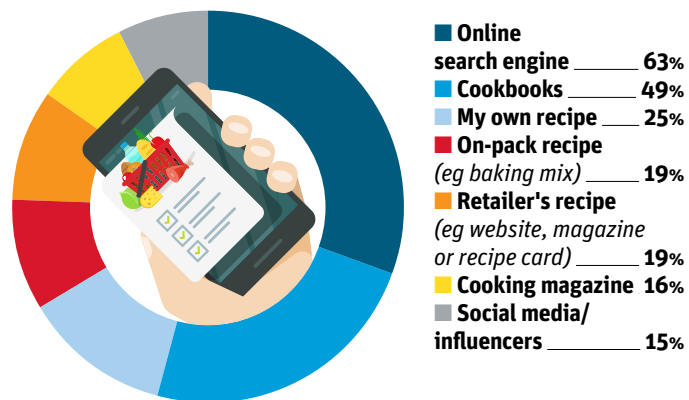 Online
search engine 63%
Cookbooks 49%
My own recipe 25%
On-pack recipe
(eg baking mix) 19%
Retailer's recipe
(eg website, magazine
or recipe card) 19%
Cooking magazine 16%
Social media/
influencers 15%